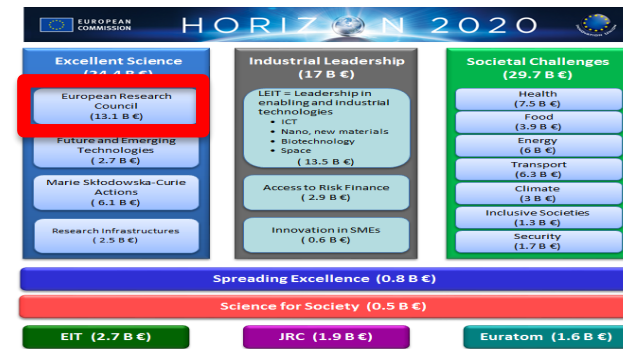 EUROPEAN
COMMISSION
HORIZON 2020
Excellent Science
(24.4 B €)
European Research
Council
(13.1 B €)
Future and Emerging
Technologies
( 2.7 B €)
Marie Skłodowska-Curie
Actions
( 6.1 B €)
Research Infrastructures
( 2.5 B €)
Industrial Leadership
(17 B €)
LEIT = Leadership in
enabling and industrial
technologies
• ICT
• Nano, new materials
• Biotechnology
• Space
( 13.5 B €)
Access to Risk Finance
( 2.9 B €)
Innovation in SMEs
( 0.6 B €)
Societal Challenges
(29.7 B €)
Health
(7.5 B €)
Food
(3.9 B €)
Energy
(6 B €)
Transport
(6.3 B €)
Climate
(3 B €)
Inclusive Societies
(1.3 B €)
Security
(1.7 B €)
Spreading Excellence (0.8 B €)
Science for Society (0.5 B €)
EIT (2.7 B €)
JRC (1.9 B €)
Euratom (1.6 B €)